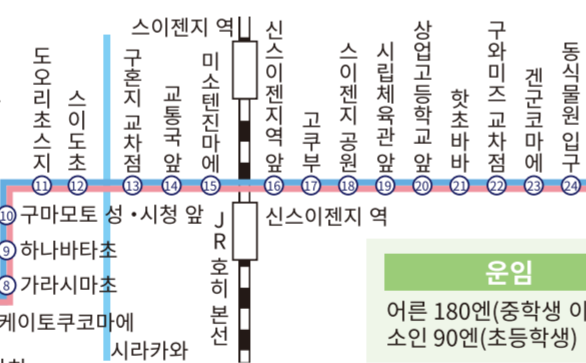 스이젠지 역
도오리초스지
스이도초
구혼지 교차점
교통국 앞
미소텐진마에
신스이젠지역 앞
고쿠부
스이젠지 공원
시립체육관 앞
상업고등학교 앞
핫초바바
구와미즈 교차점
겐군코마에
동식물원 입구
11 12 13 14 15 16 17 18 19 20 21 22 23 24
10 구마모토 성・시청 앞
9 하나바타초
8 가라시마초
케이토쿠코마에
시라카와
신스이젠지 역
JR 호히 본선
운임
어른 180엔(중학생 이
소인 90엔(초등학생)